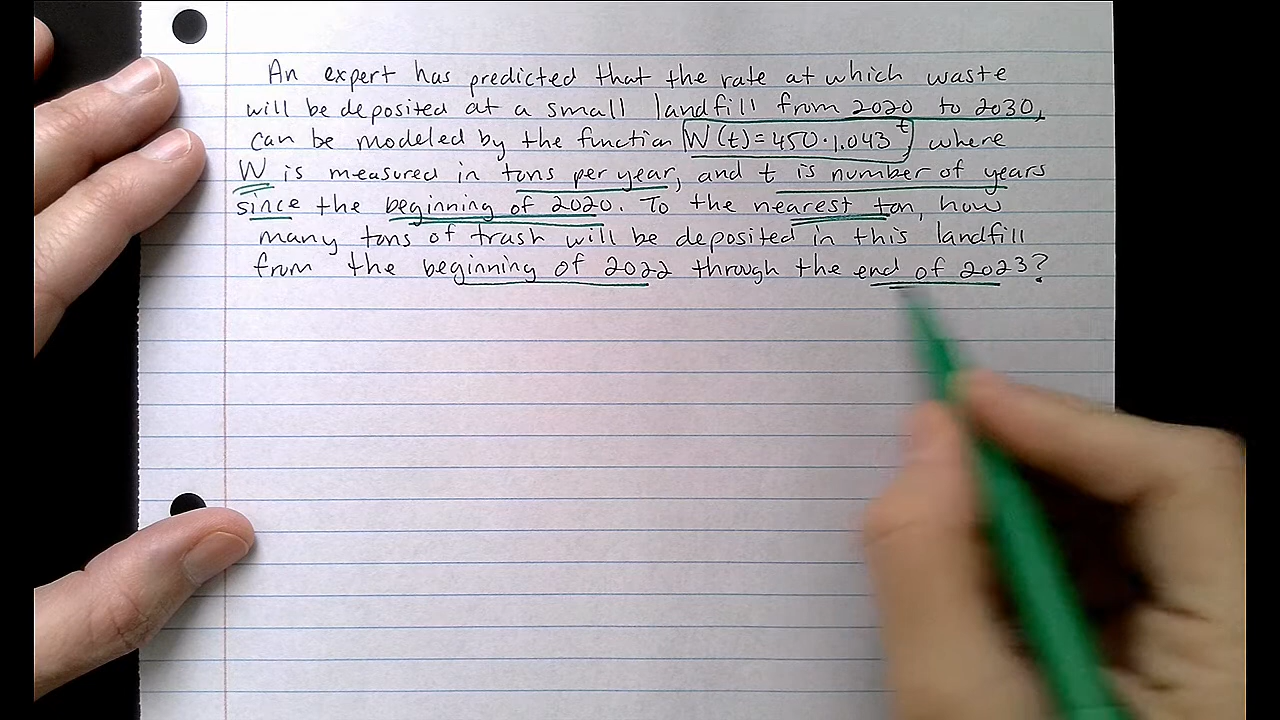 An expert has predicted that the rate at which waste
will be deposited at a small landfill from 2020 to 2030,
can be modeled by the function W(t)=450·1.043^t where
W is measured in tons per year, and t is number of years
since the beginning of 2020. To the nearest ton, how
many tons of trash will be deposited in this landfill
from the beginning of 2022 through the end of 2023?